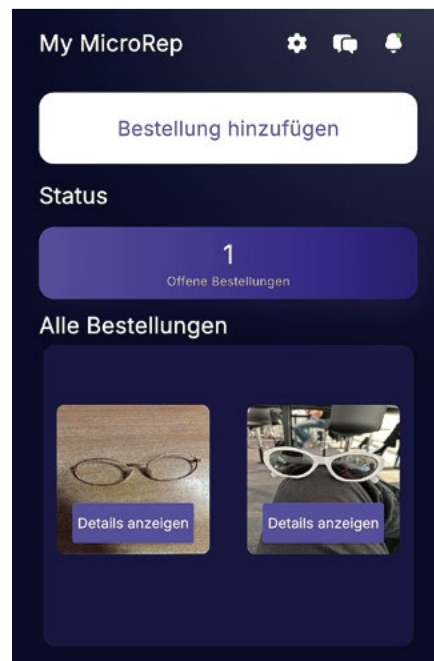 My MicroRep
Bestellung hinzufügen
Status
1
Offene Bestellungen
Alle Bestellungen
Details anzeigen
Details anzeigen